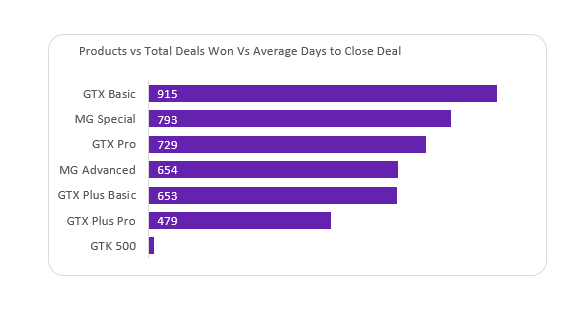 Products vs Total Deals Won Vs Average Days to Close Deal
GTX Basic 915
MG Special 793
GTX Pro 729
MG Advanced 654
GTX Plus Basic 653
GTX Plus Pro 479
GTK 500